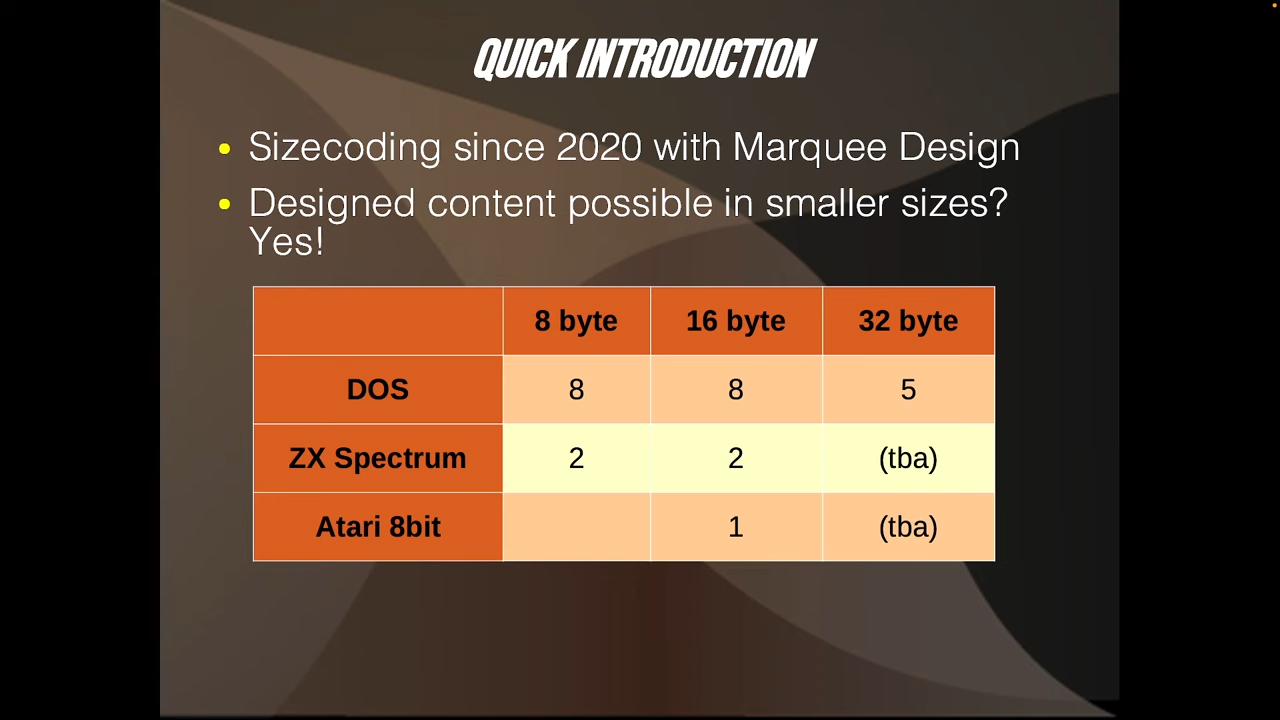 QUICK INTRODUCTION
Sizecoding since 2020 with Marquee Design
Designed content possible in smaller sizes?
Yes!
8 byte 16 byte 32 byte
DOS 8 8 5
ZX Spectrum 2 2 (tba)
Atari 8bit 1 (tba)